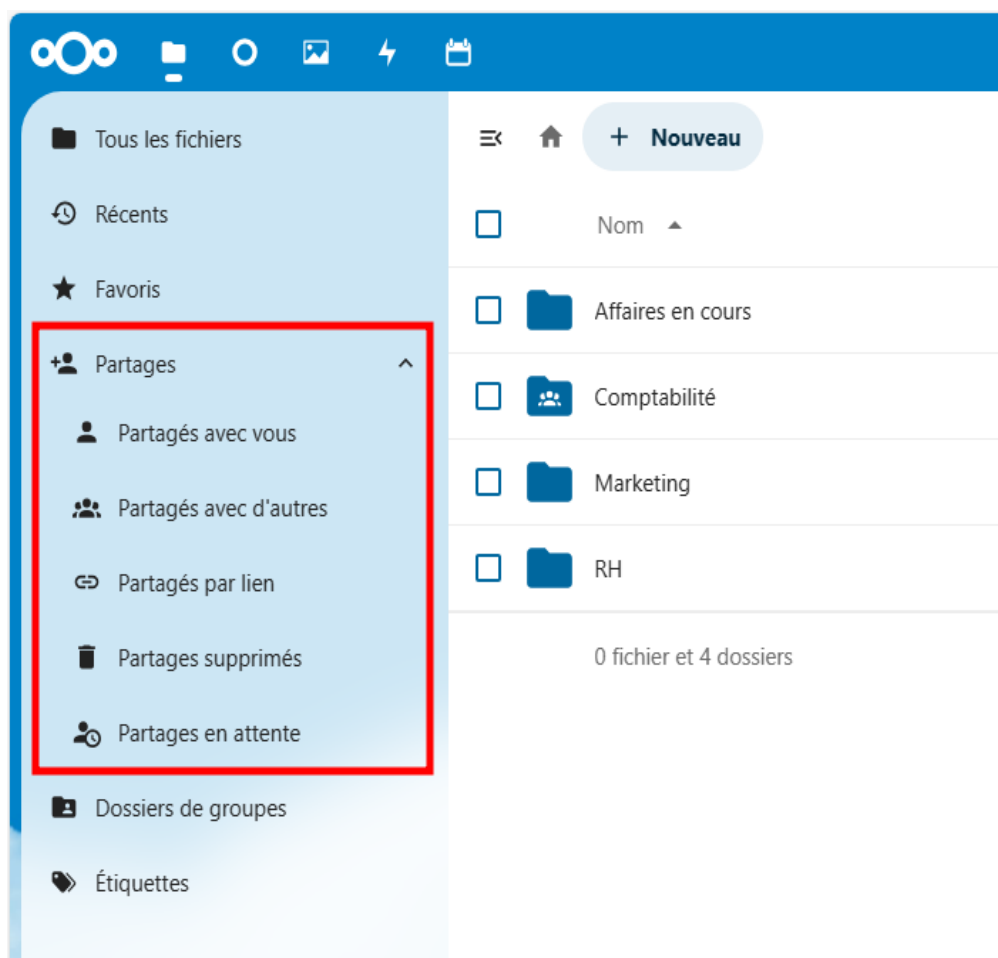 Tous les fichiers
Récents
Favoris
Partages
Partagés avec vous
Partagés avec d'autres
Partagés par lien
Partages supprimés
Partages en attente
Dossiers de groupes
Étiquettes
+ Nouveau
Nom
Affaires en cours
Comptabilité
Marketing
RH
0 fichier et 4 dossiers